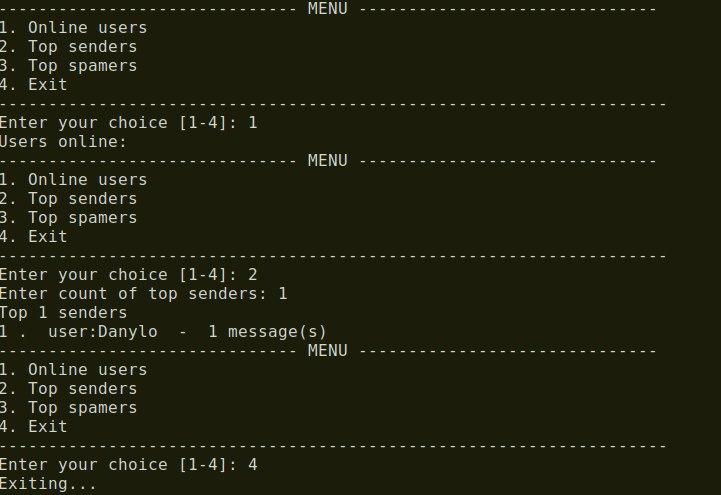 ------------------------------ MENU ------------------------------
1. Online users
2. Top senders
3. Top spamers
4. Exit
-------------------------------------------------------------------
Enter your choice [1-4]: 1
Users online:
------------------------------ MENU ------------------------------
1. Online users
2. Top senders
3. Top spamers
4. Exit
-------------------------------------------------------------------
Enter your choice [1-4]: 2
Enter count of top senders: 1
Top 1 senders
1 .  user:Danylo  -  1 message(s)
------------------------------ MENU ------------------------------
1. Online users
2. Top senders
3. Top spamers
4. Exit
-------------------------------------------------------------------
Enter your choice [1-4]: 4
Exiting...